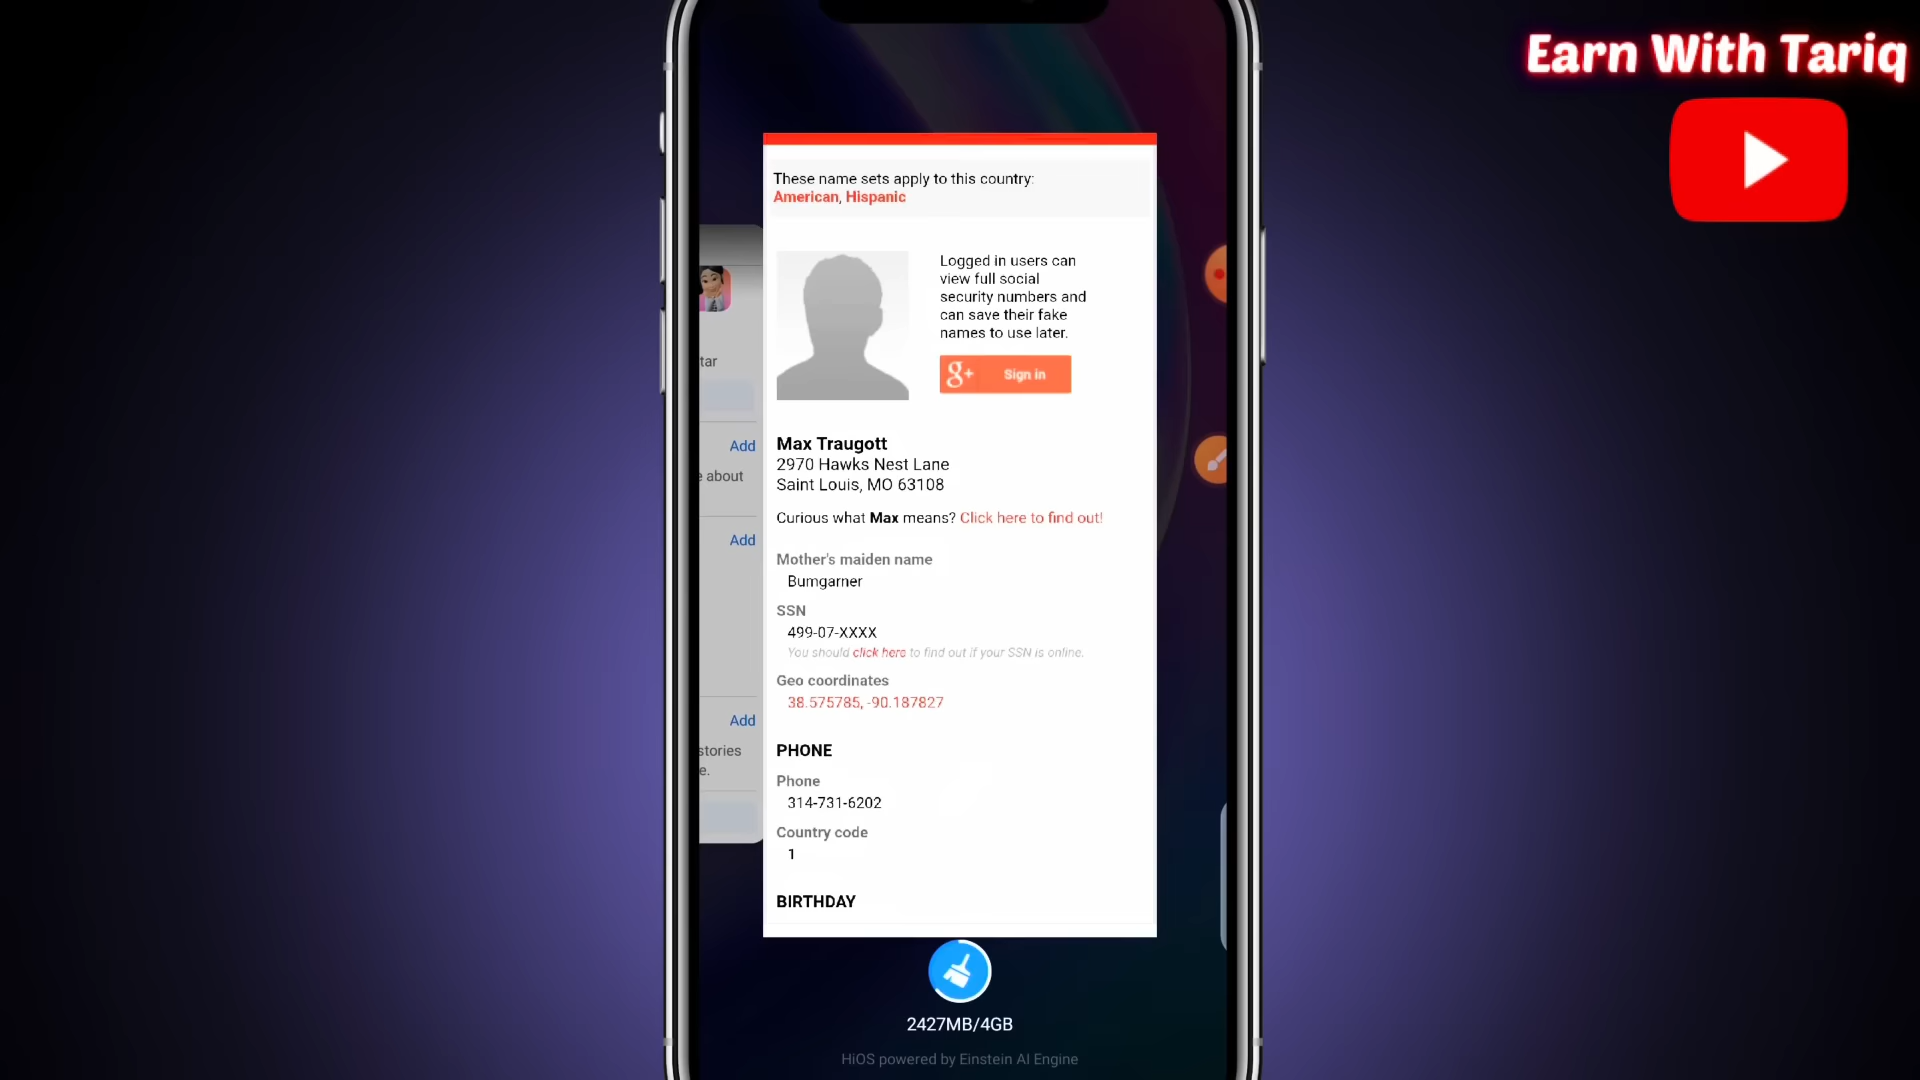 Earn With Tariq
These name sets apply to this country:
American, Hispanic
Logged in users can
view full social
security numbers and
can save their fake
names to use later.
g+ Sign in
Max Traugott
2970 Hawks Nest Lane
Saint Louis, MO 63108
Curious what Max means? Click here to find out!
Mother's maiden name
Bumgarner
SSN
499-07-XXXX
You should click here to find out if your SSN is online.
Geo coordinates
38.575785, -90.187827
PHONE
Phone
314-731-6202
Country code
1
BIRTHDAY
tar
Add
about
Add
Add
stories
e.
2427MB/4GB
HiOS powered by Einstein AI Engine